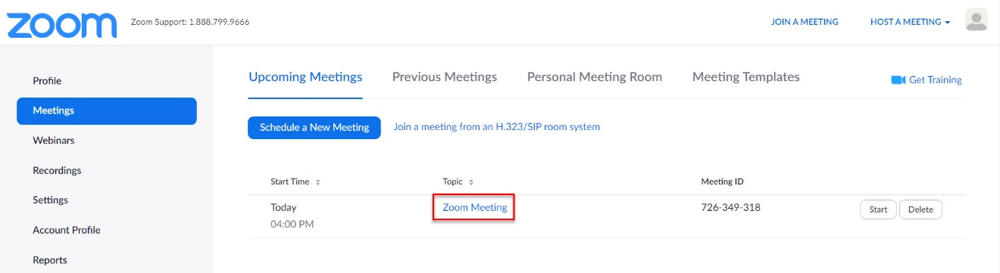 zoom
Zoom Support: 1.888.799.9666
JOIN A MEETING
HOST A MEETING
Profile
Meetings
Webinars
Recordings
Settings
Account Profile
Reports
Upcoming Meetings
Previous Meetings
Personal Meeting Room
Meeting Templates
Get Training
Schedule a New Meeting
Join a meeting from an H.323/SIP room system
Start Time
Topic
Meeting ID
Today
04:00 PM
Zoom Meeting
726-349-318
Start
Delete